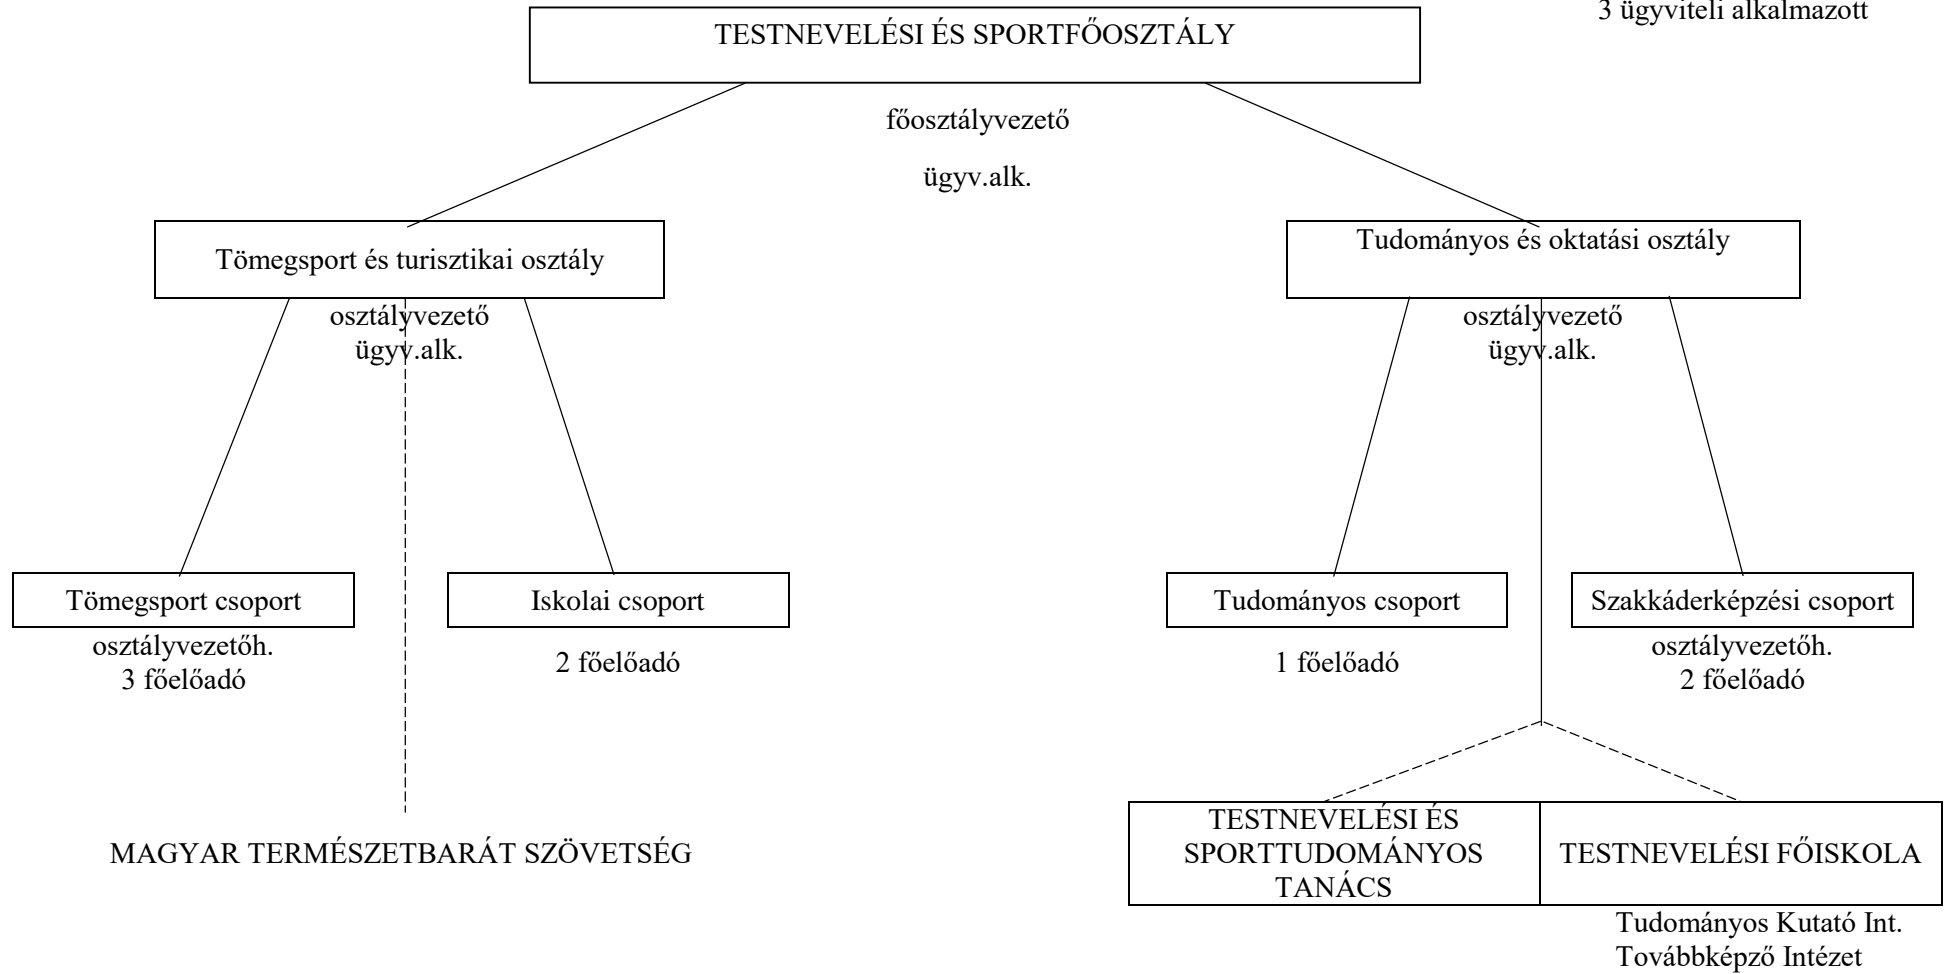 3 ügyviteli alkalmazott
TESTNEVELÉSI ÉS SPORTFŐOSZTÁLY
főosztályvezető
ügyv.alk.
Tömegsport és turisztikai osztály
osztályvezető
ügyv.alk.
Tudományos és oktatási osztály
osztályvezető
ügyv.alk.
Tömegsport csoport
osztályvezetőh.
3 főelőadó
Iskolai csoport
2 főelőadó
Tudományos csoport
1 főelőadó
Szakkáderképzési csoport
osztályvezetőh.
2 főelőadó
MAGYAR TERMÉSZETBARÁT SZÖVETSÉG
TESTNEVELÉSI ÉS
SPORTTUDOMÁNYOS
TANÁCS
TESTNEVELÉSI FŐISKOLA
Tudományos Kutató Int.
Továbbképző Intézet